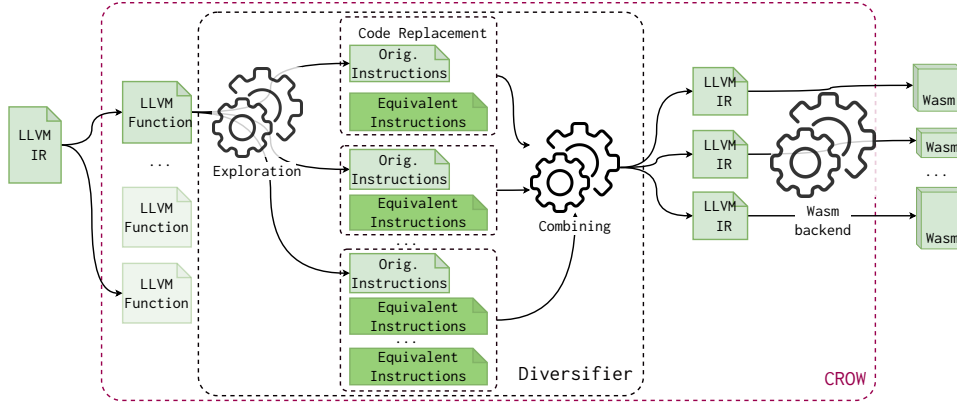 LLVM
IR
LLVM
Function
...
LLVM
Function
LLVM
Function
Exploration
Code Replacement
Orig.
Instructions
Equivalent
Instructions
Orig.
Instructions
Equivalent
Instructions
...
Orig.
Instructions
Equivalent
Instructions
...
Equivalent
Instructions
Combining
Diversifier
LLVM
IR
LLVM
IR
LLVM
IR
Wasm
backend
Wasm
Wasm
...
Wasm
CROW